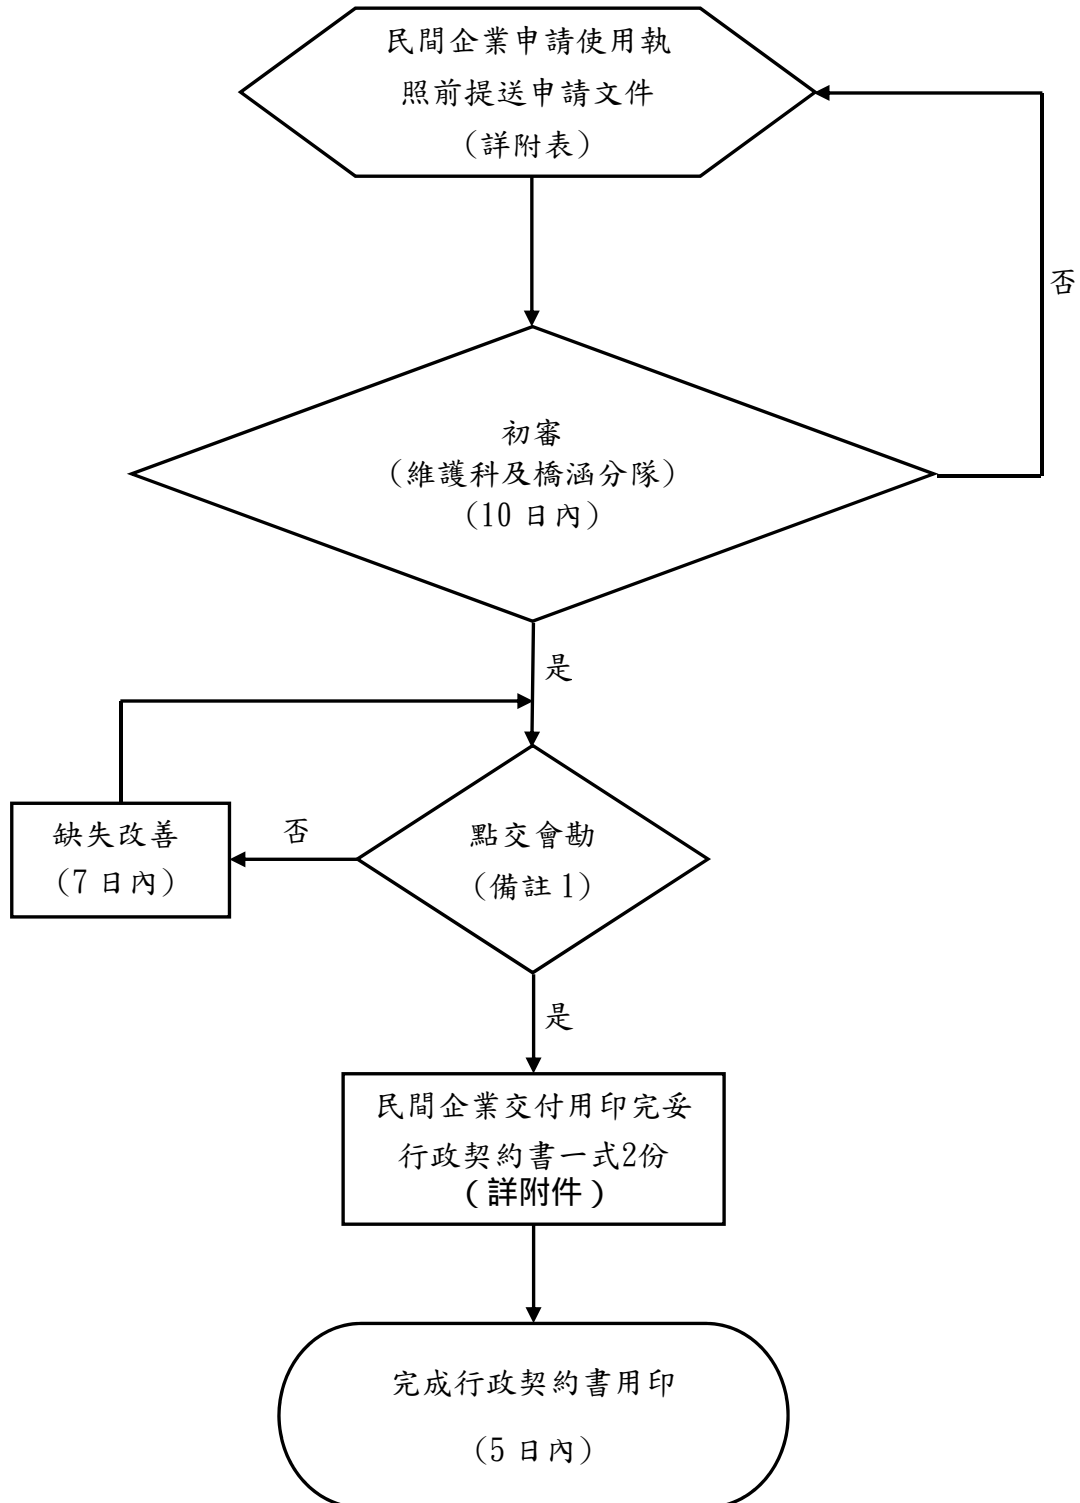 民間企業申請使用執
照前提送申請文件
(詳附表)
否
初審
(維護科及橋涵分隊)
(10 日內)
是
缺失改善
(7 日內)
否
點交會勘
(備註 1)
是
民間企業交付用印完妥
行政契約書一式2份
(詳附件)
完成行政契約書用印
(5 日內)